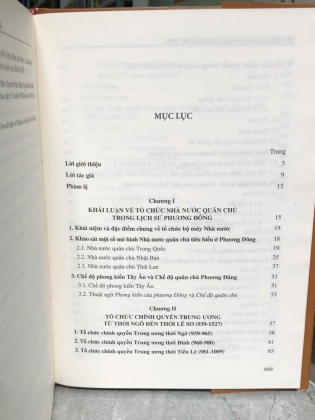 MỤC LỤC
Trang
Lời giới thiệu 5
Lời tác giả 9
Phàm lệ 13
Chương I
KHÁI LUẬN VỀ TỔ CHỨC NHÀ NƯỚC QUÂN CHỦ
TRONG LỊCH SỬ PHƯƠNG ĐÔNG 15
1. Khái niệm và đặc điểm chung về tổ chức bộ máy Nhà nước 15
2. Khảo sát một số mô hình Nhà nước quân chủ tiêu biểu ở Phương Đông 18
2.1. Nhà nước quân chủ Trung Quốc 19
2.2. Nhà nước quân chủ Nhật Bản 25
2.3. Nhà nước quân chủ Thái Lan 37
3. Chế độ phong kiến Tây Âu và Chế độ quân chủ Phương Đông 51
3.1. Chế độ phong kiến Tây Âu 51
3.2. Thuật ngữ Phong kiến của phương Đông và Chế độ quân chủ 53
Chương II
TỔ CHỨC CHÍNH QUYỀN TRUNG ƯƠNG
TỪ THỜI NGÔ ĐẾN THỜI LÊ SƠ (939-1527) 57
1. Tổ chức chính quyền Trung ương thời Ngô (939-965) 58
2. Tổ chức chính quyền Trung ương thời Đinh (968-980) 61
3. Tổ chức chính quyền Trung ương thời Tiền Lê (981-1009) 65